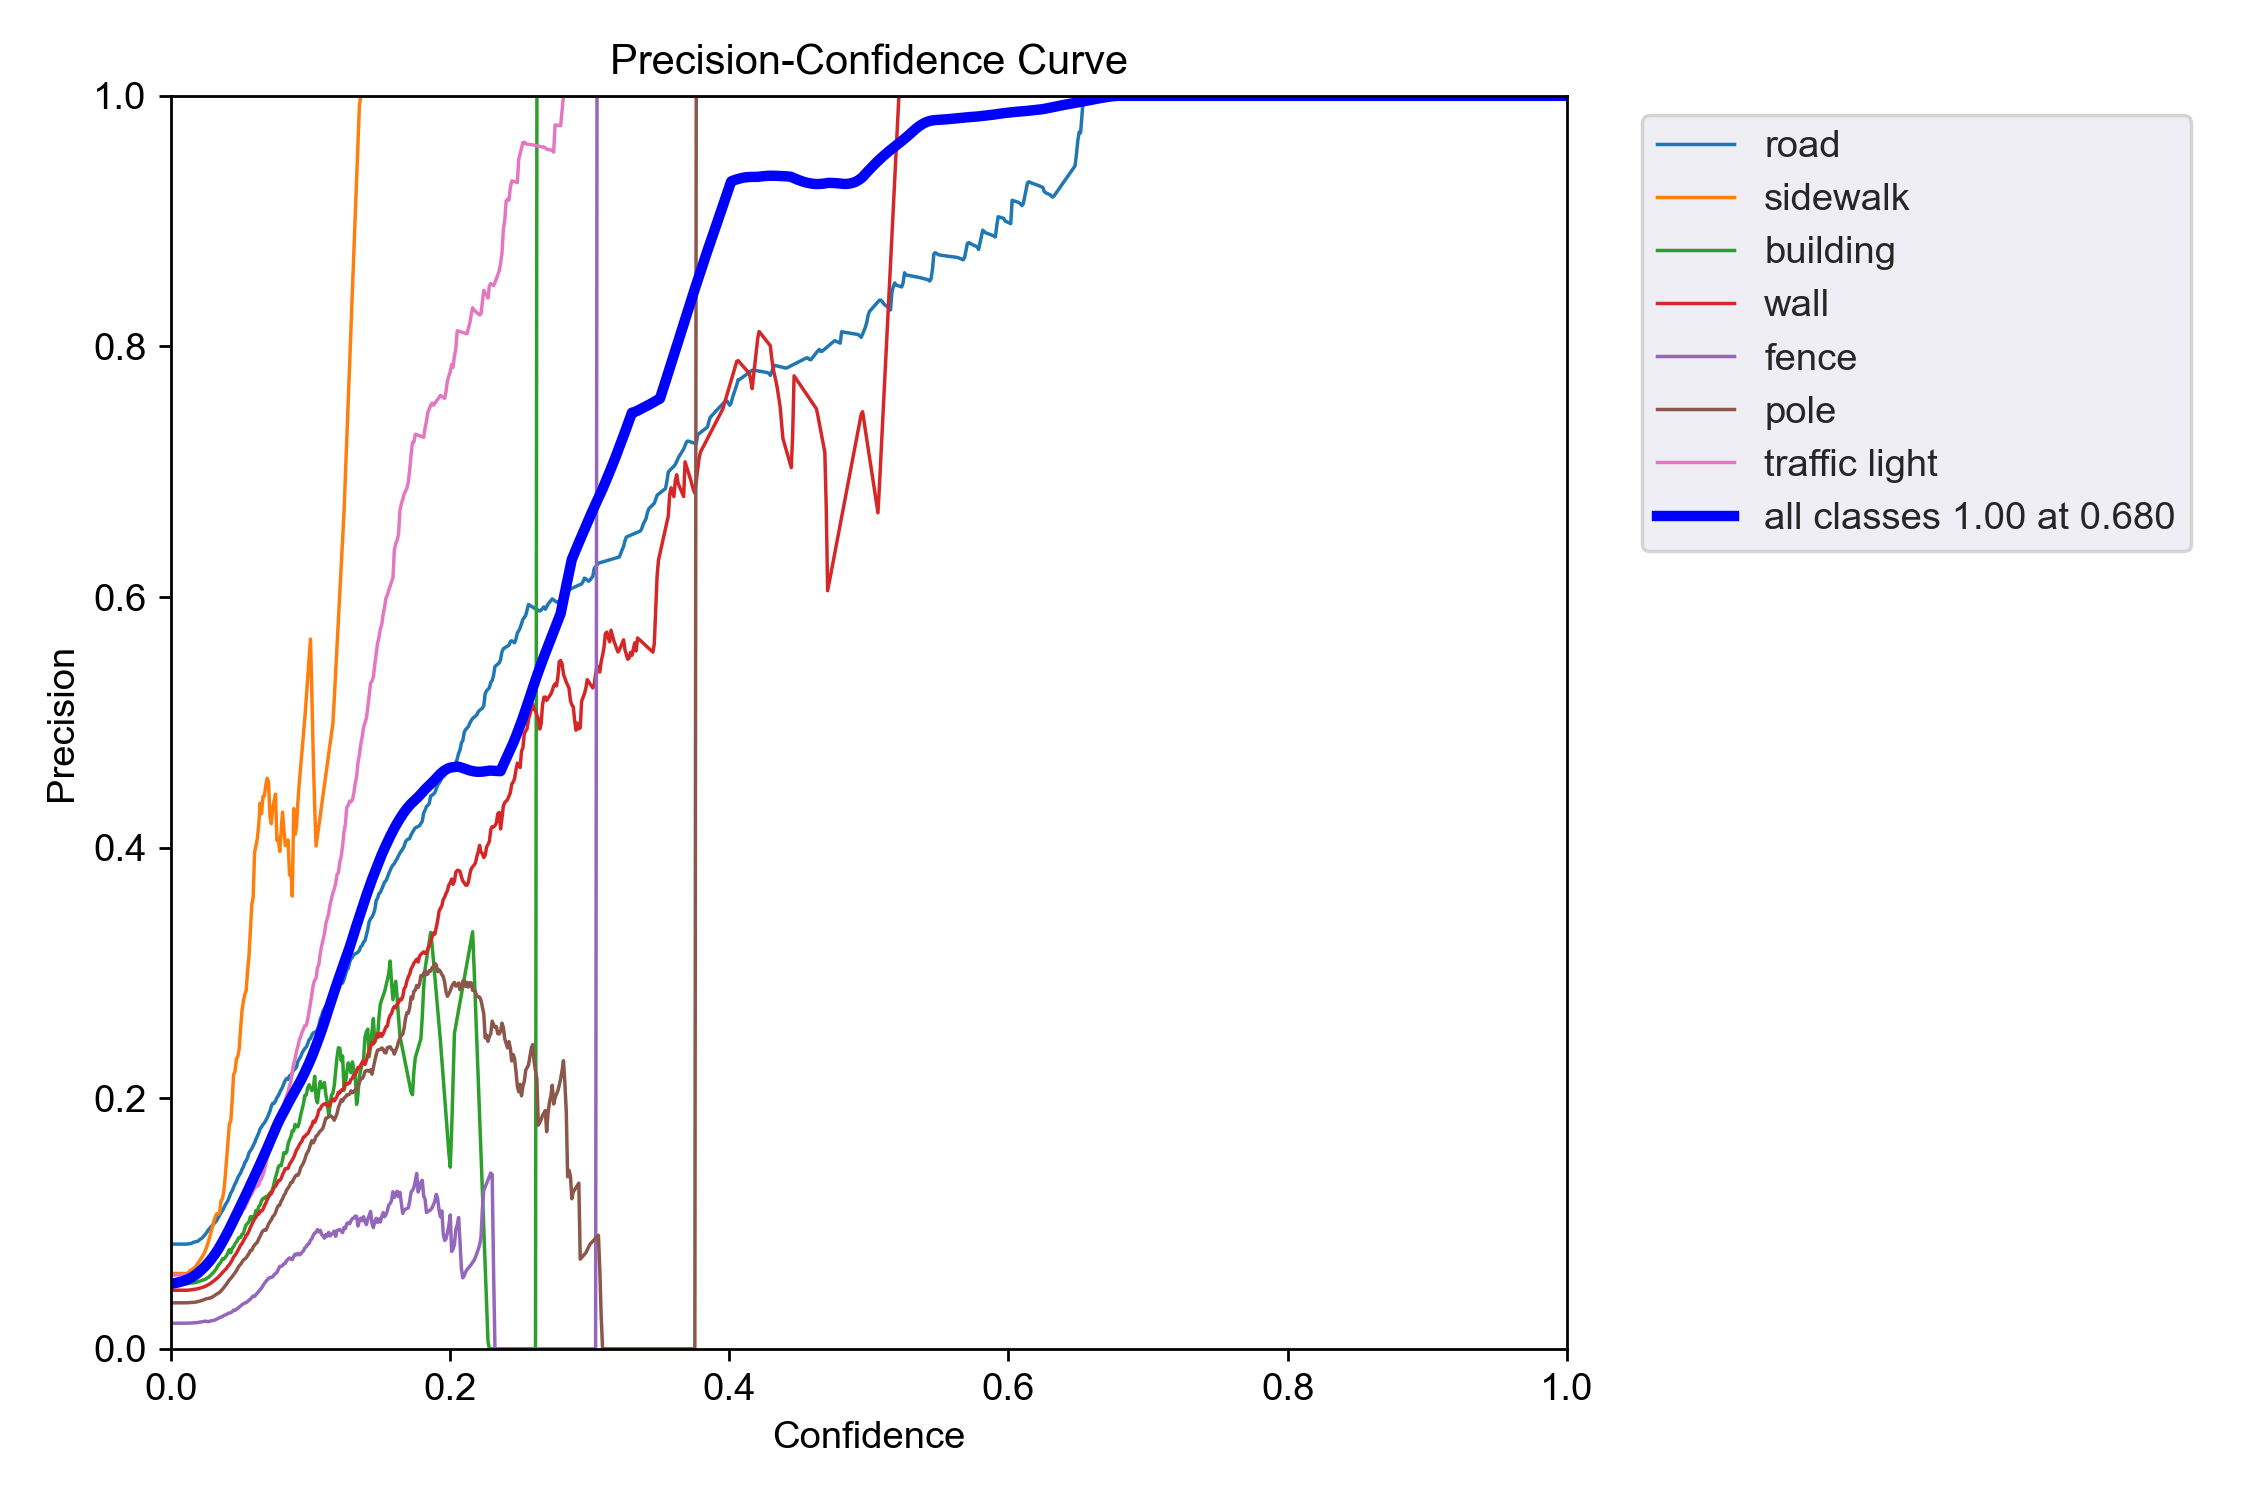 Precision-Confidence Curve
1.0
0.8
0.6
0.4
0.2
0.0
Precision
0.0 0.2 0.4 0.6 0.8 1.0
Confidence
road
sidewalk
building
wall
fence
pole
traffic light
all classes 1.00 at 0.680